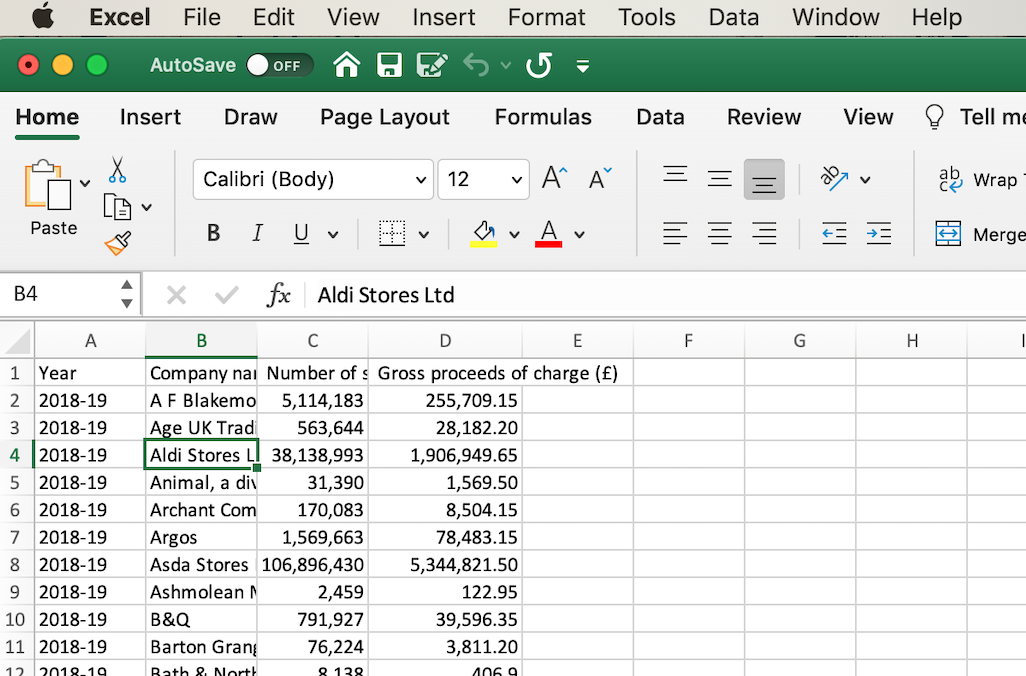 Excel File Edit View Insert Format Tools Data Window Help
AutoSave OFF
Home Insert Draw Page Layout Formulas Data Review View Tell me
Calibri (Body) 12 A A ab Wrap
Paste B I U A Merge
B4 fx Aldi Stores Ltd
A B C D E F G H I
1 Year Company nar Number of s Gross proceeds of charge (£)
2 2018-19 A F Blakemo 5,114,183 255,709.15
3 2018-19 Age UK Tradi 563,644 28,182.20
4 2018-19 Aldi Stores L 38,138,993 1,906,949.65
5 2018-19 Animal, a div 31,390 1,569.50
6 2018-19 Archant Com 170,083 8,504.15
7 2018-19 Argos 1,569,663 78,483.15
8 2018-19 Asda Stores 106,896,430 5,344,821.50
9 2018-19 Ashmolean M 2,459 122.95
10 2018-19 B&Q 791,927 39,596.35
11 2018-19 Barton Grang 76,224 3,811.20
12 2018-19 Bath & North 8,138 406.9